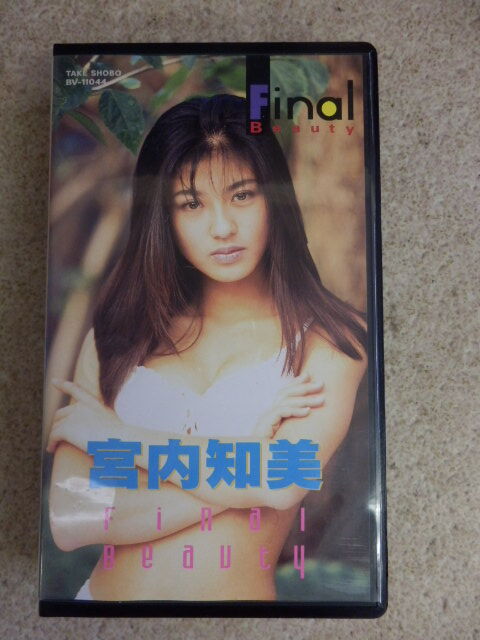 TAKE SHOBO
BV-11044
Final
Beauty
宮内知美
Final
Beauty